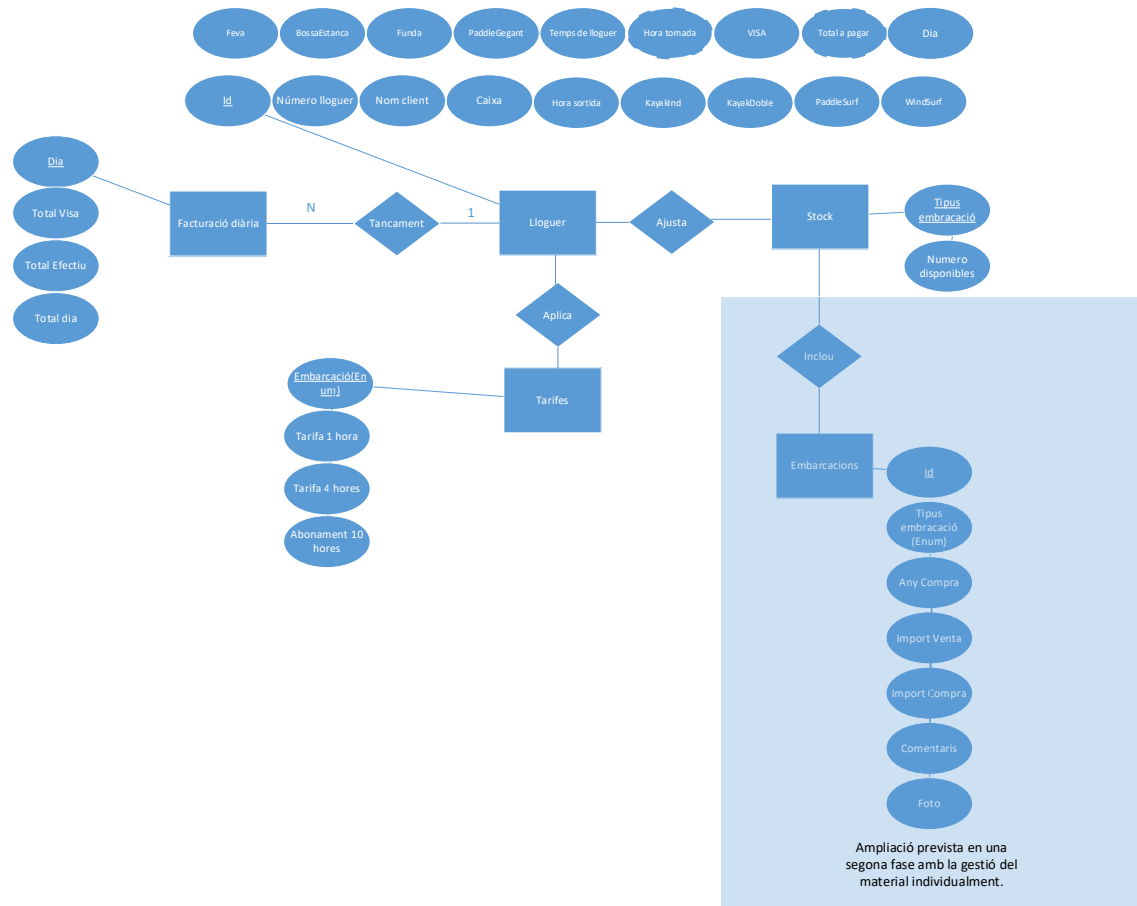 Feva
BossaEstanca
Funda
PaddleGegant
Temps de lloguer
Hora tornada
VISA
Total a pagar
Dia
Id
Número lloguer
Nom client
Caixa
Hora sortida
KayakInd
KayakDoble
PaddleSurf
WindSurf
Dia
Total Visa
Total Efectiu
Total dia
Facturació diària
N
Tancament
1
Lloguer
Ajusta
Stock
Tipus
embracació
Numero
disponibles
Aplica
Inclou
Embarcació(En
um)
Tarifa 1 hora
Tarifa 4 hores
Abonament 10
hores
Tarifes
Embarcacions
Id
Tipus
embracació
(Enum)
Any Compra
Import Venta
Import Compra
Comentaris
Foto
Ampliació prevista en una
segona fase amb la gestió del
material individualment.